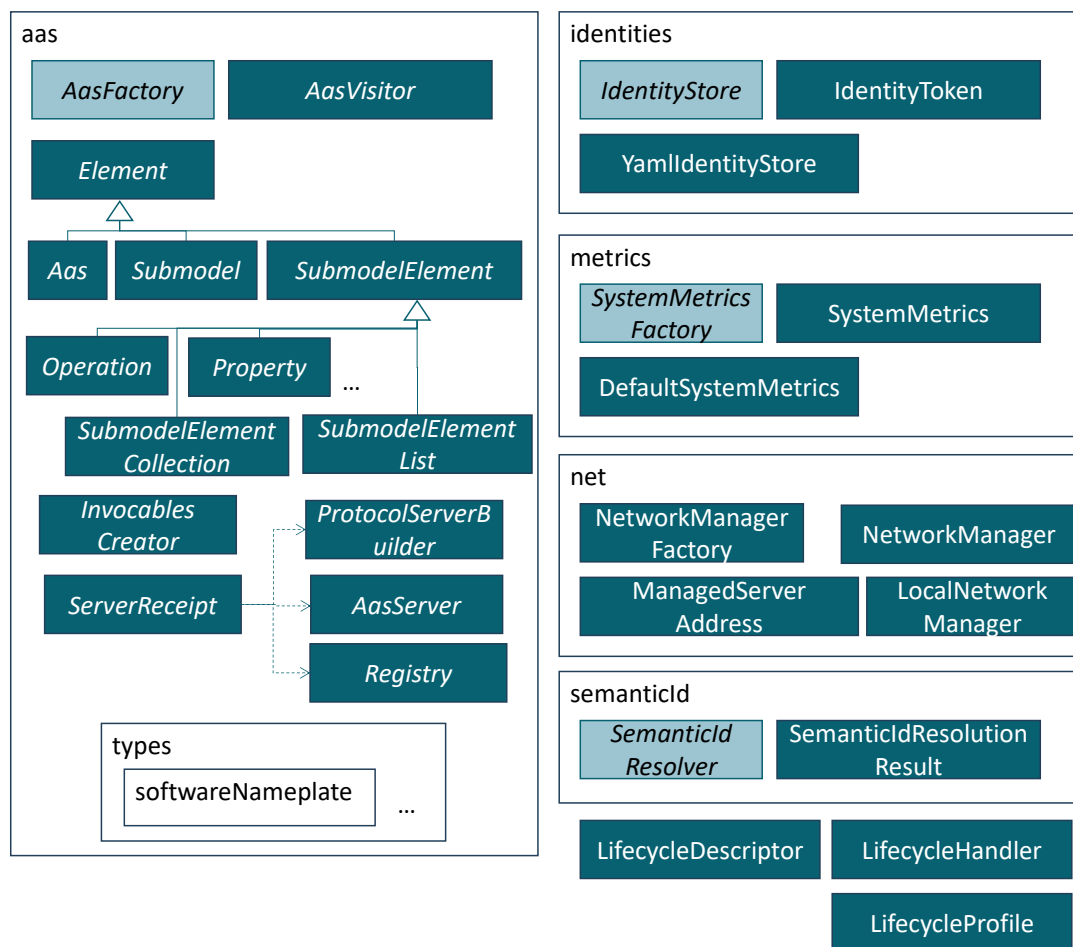 aas
AasFactory
AasVisitor
Element
Aas
Submodel
SubmodelElement
Operation
Property
...
SubmodelElement
Collection
SubmodelElement
List
Invocables
Creator
ProtocolServerB
uilder
ServerReceipt
AasServer
Registry
types
softwareNameplate
...
identities
IdentityStore
IdentityToken
YamlIdentityStore
metrics
SystemMetrics
Factory
SystemMetrics
DefaultSystemMetrics
net
NetworkManager
Factory
NetworkManager
ManagedServer
Address
LocalNetwork
Manager
semanticId
SemanticId
Resolver
SemanticIdResolution
Result
LifecycleDescriptor
LifecycleHandler
LifecycleProfile